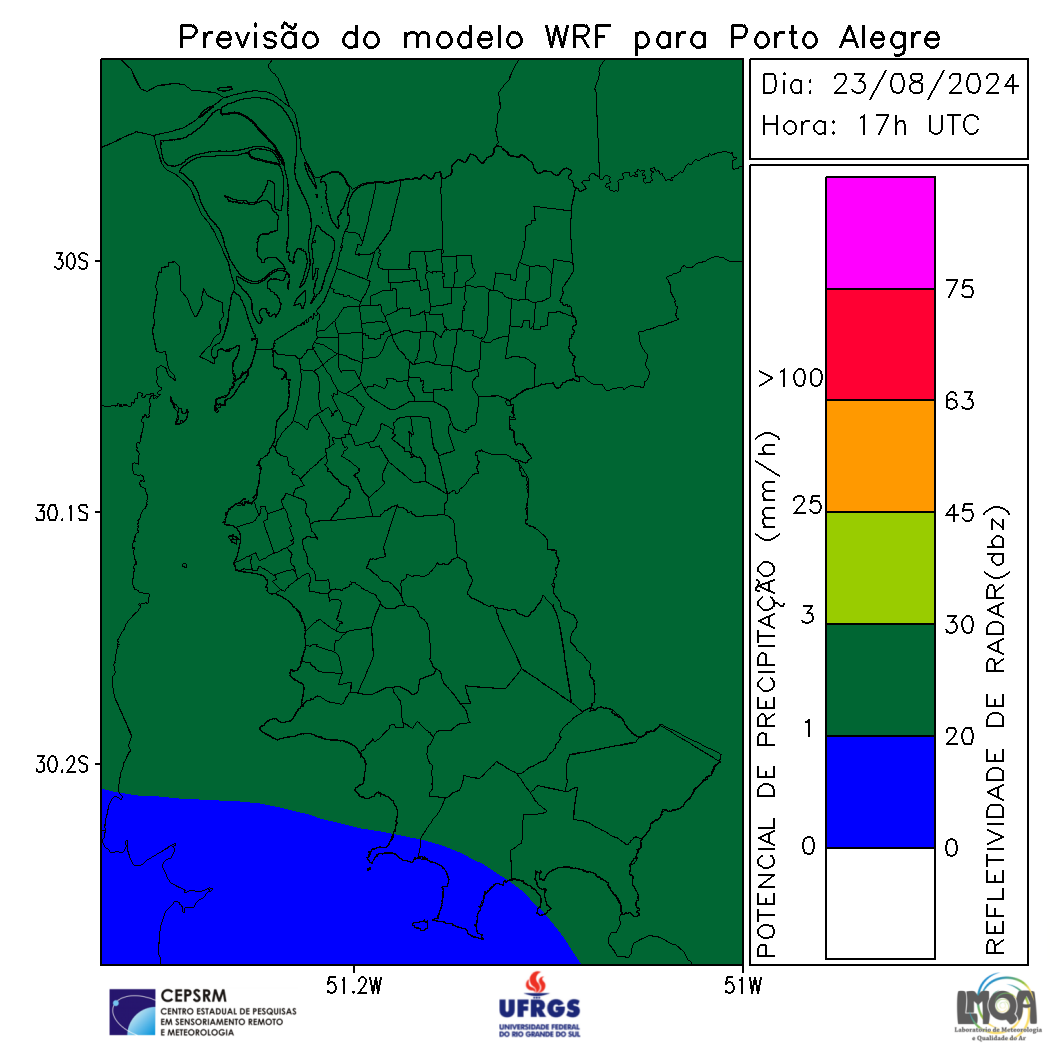 Previsão do modelo WRF para Porto Alegre
Dia: 23/08/2024
Hora: 17h UTC
30S
30.1S
30.2S
51.2W
51W
POTENCIAL DE PRECIPITAÇÃO (mm/h)
>100
25
3
1
0
75
63
45
30
20
0
REFLETIVIDADE DE RADAR(dbz)
CEPSRM
CENTRO ESTADUAL DE PESQUISAS
EM SENSORIAMENTO REMOTO
E METEOROLOGIA
UFRGS
UNIVERSIDADE FEDERAL
DO RIO GRANDE DO SUL
LMQA
Laboratório de Meteorologia
e Qualidade do Ar